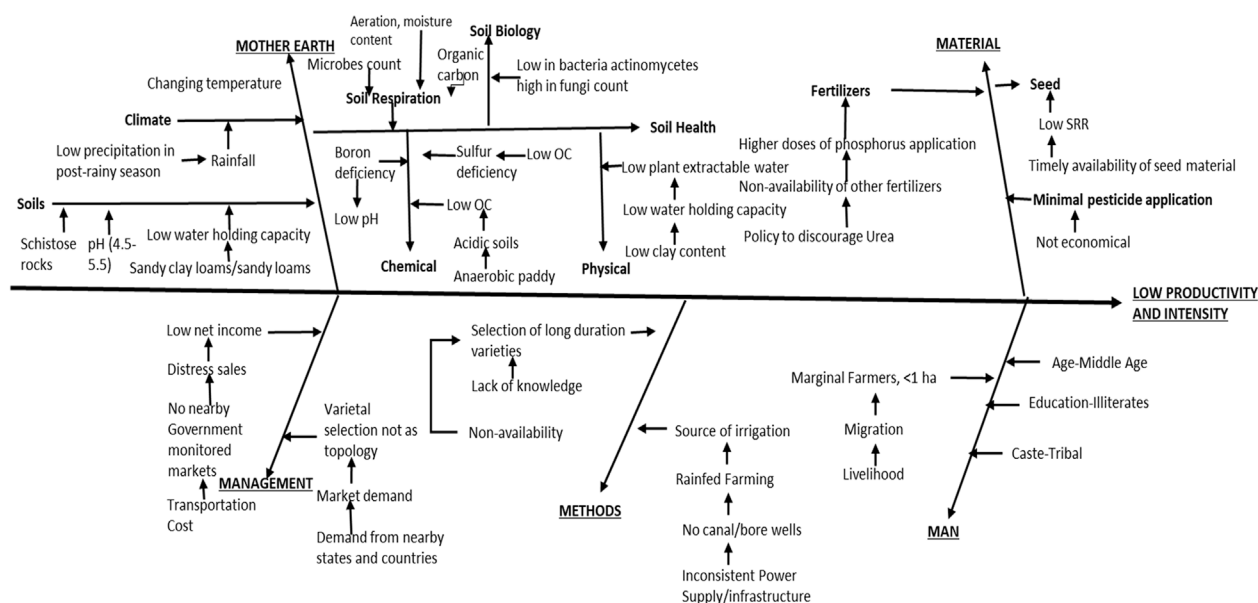 MOTHER EARTH
Changing temperature
Climate
Low precipitation in
post-rainy season
Rainfall
Soils
Schistose
rocks
pH (4.5-
5.5)
Low water holding capacity
Sandy clay loams/sandy loams
Aeration, moisture
content
Microbes count
Soil Respiration
Organic
carbon
Soil Biology
Low in bacteria actinomycetes
high in fungi count
Soil Health
Boron
deficiency
Low pH
Sulfur
deficiency
Low OC
Low OC
Acidic soils
Anaerobic paddy
Chemical
Low plant extractable water
Low water holding capacity
Low clay content
Physical
MATERIAL
Fertilizers
Higher doses of phosphorus application
Non-availability of other fertilizers
Policy to discourage Urea
Seed
Low SRR
Timely availability of seed material
Minimal pesticide application
Not economical
LOW PRODUCTIVITY
AND INTENSITY
Low net income
Distress sales
No nearby
Government
monitored
markets
Transportation
Cost
MANAGEMENT
Varietal
selection not as
topology
Market demand
Demand from nearby
states and countries
Selection of long duration
varieties
Lack of knowledge
Non-availability
METHODS
Source of irrigation
Rainfed Farming
No canal/bore wells
Inconsistent Power
Supply/infrastructure
Marginal Farmers, <1 ha
Migration
Livelihood
Age-Middle Age
Education-Illiterates
Caste-Tribal
MAN